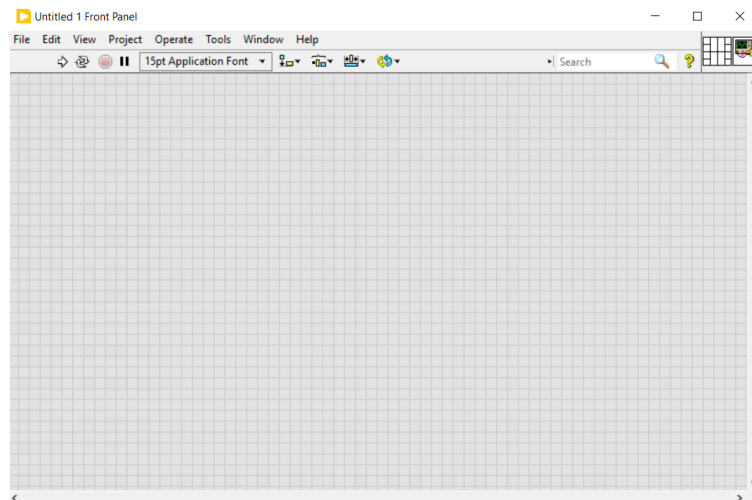 Untitled 1 Front Panel
File Edit View Project Operate Tools Window Help
15pt Application Font Search